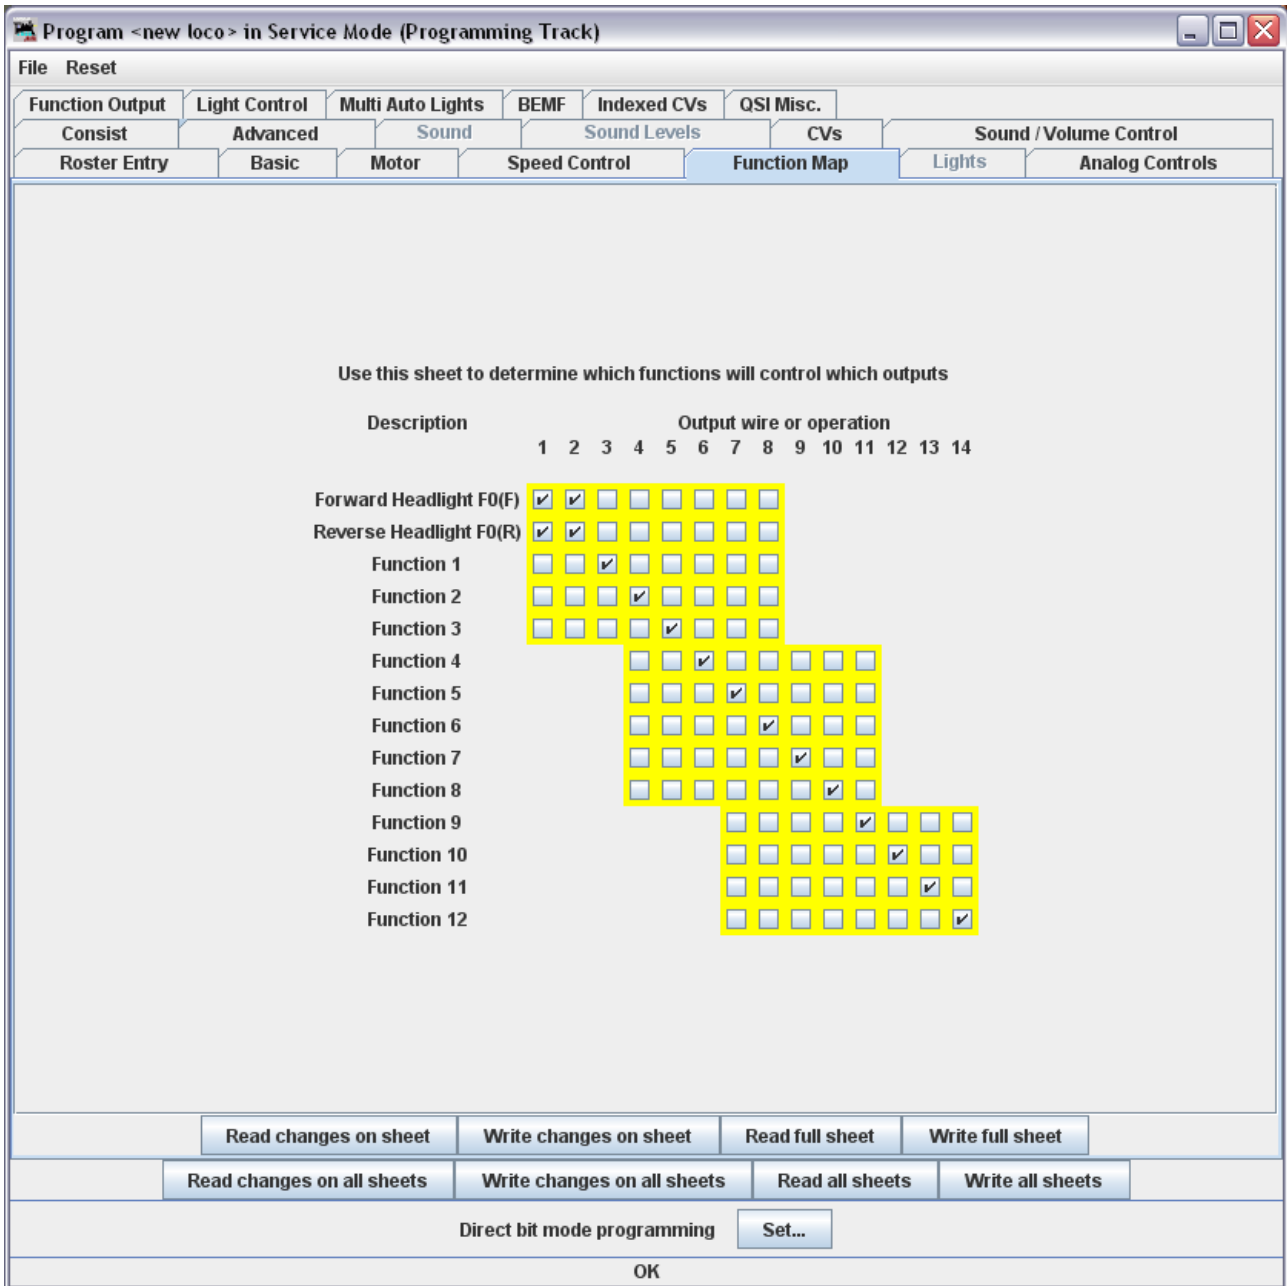 Program <new loco> in Service Mode (Programming Track)
File Reset
Function Output Light Control Multi Auto Lights BEMF Indexed CVs QSI Misc.
Consist Advanced Sound Sound Levels CVs Sound / Volume Control
Roster Entry Basic Motor Speed Control Function Map Lights Analog Controls
Use this sheet to determine which functions will control which outputs
Description Output wire or operation
1 2 3 4 5 6 7 8 9 10 11 12 13 14
Forward Headlight F0(F)
Reverse Headlight F0(R)
Function 1
Function 2
Function 3
Function 4
Function 5
Function 6
Function 7
Function 8
Function 9
Function 10
Function 11
Function 12
Read changes on sheet Write changes on sheet Read full sheet Write full sheet
Read changes on all sheets Write changes on all sheets Read all sheets Write all sheets
Direct bit mode programming Set...
OK